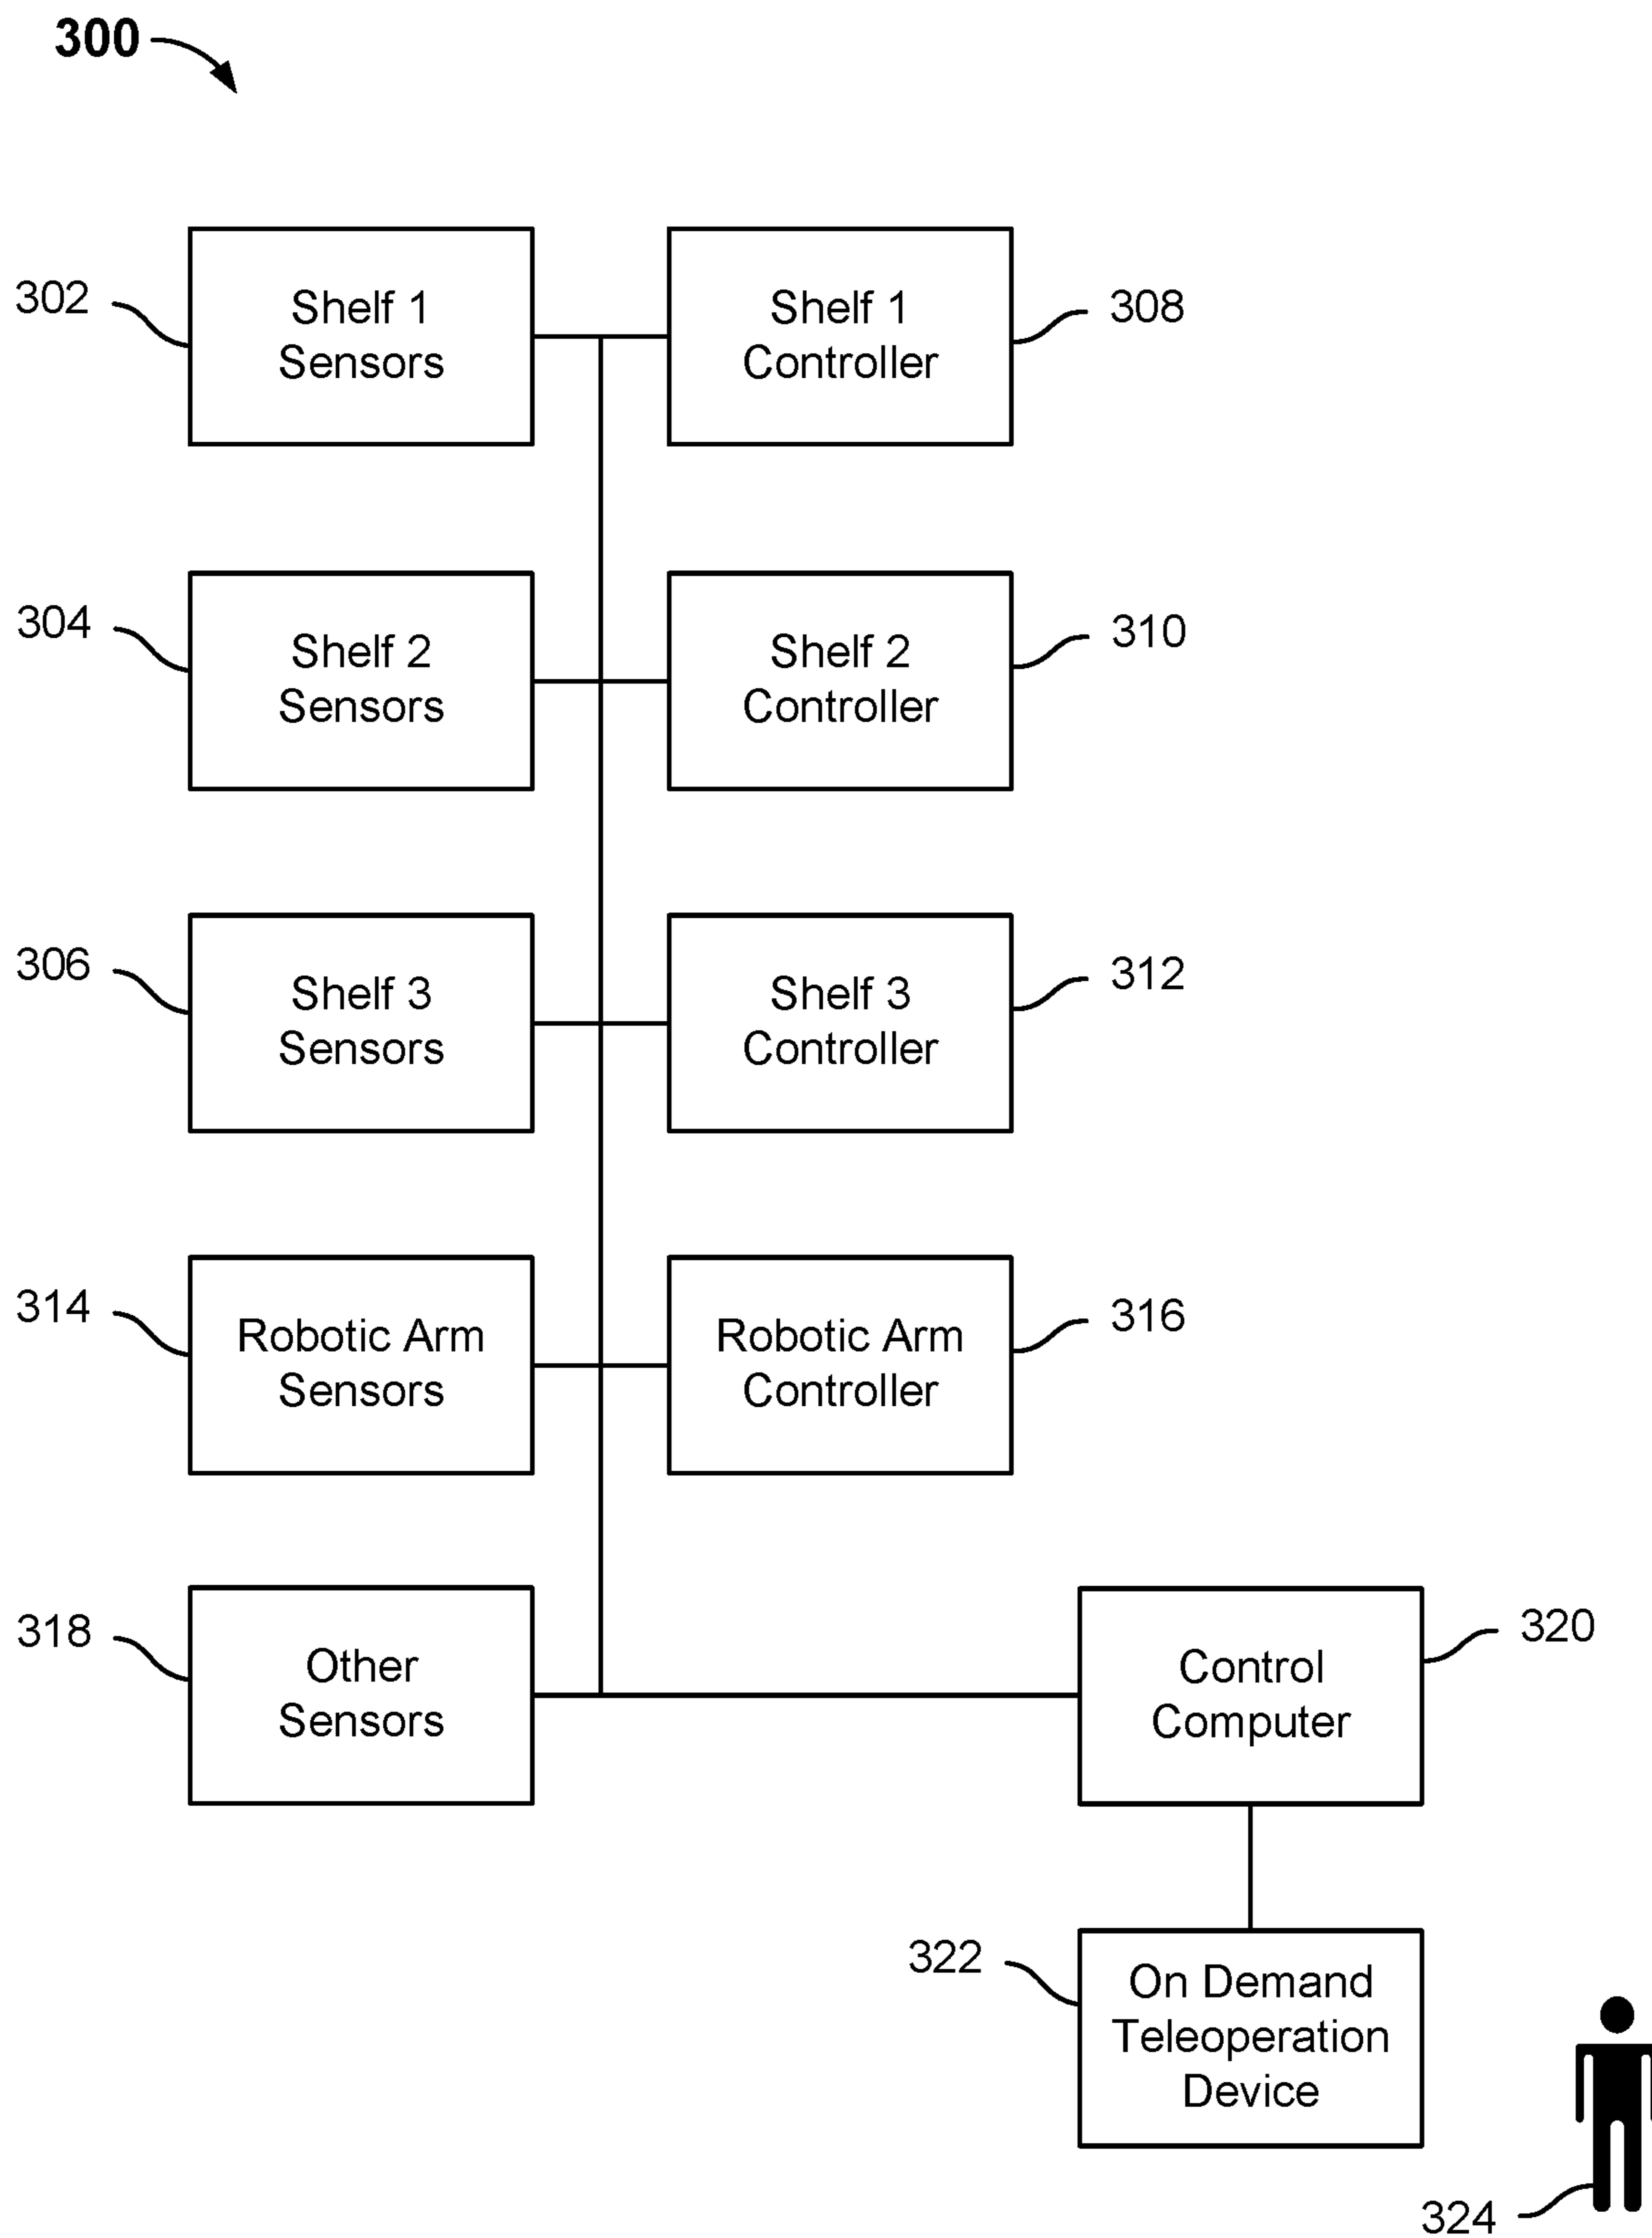 300
302
Shelf 1
Sensors
Shelf 1
Controller
308
304
Shelf 2
Sensors
Shelf 2
Controller
310
306
Shelf 3
Sensors
Shelf 3
Controller
312
314
Robotic Arm
Sensors
Robotic Arm
Controller
316
318
Other
Sensors
Control
Computer
320
322
On Demand
Teleoperation
Device
324